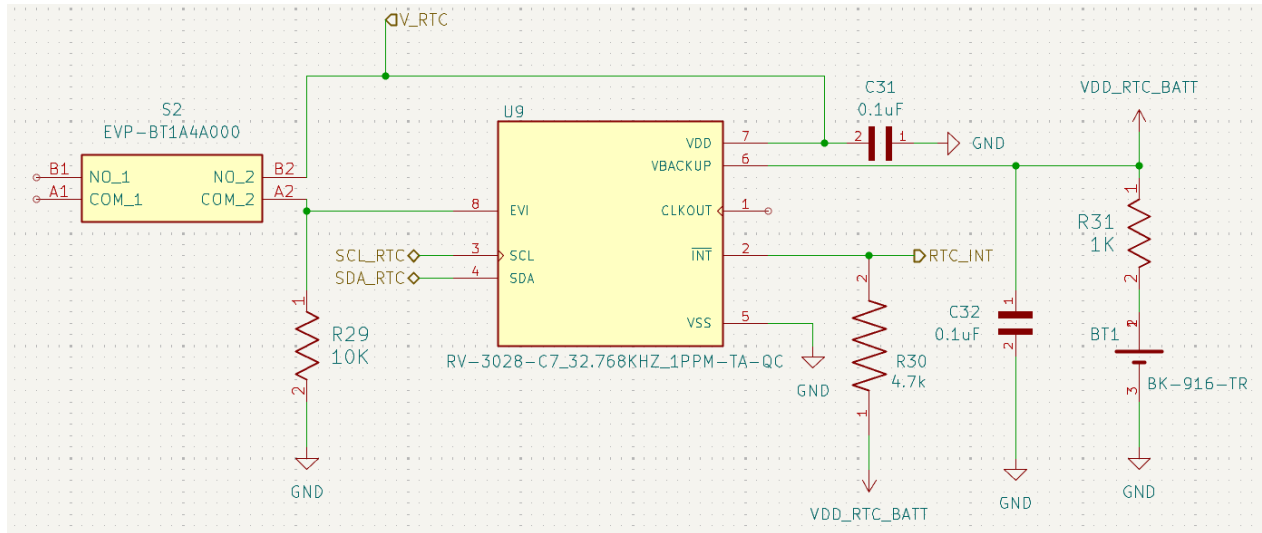 V_RTC
S2
EVP-BT1A4A000
B1 NO_1 NO_2 B2
A1 COM_1 COM_2 A2
U9
VDD 7
VBACKUP 6
8 EVI CLKOUT 1
SCL_RTC 3 SCL INT 2 RTC_INT
SDA_RTC 4 SDA
VSS 5
RV-3028-C7_32.768KHZ_1PPM-TA-QC
GND
C31
0.1uF
2 1 GND
VDD_RTC_BATT
1
R31
1K
2
1
R29
10K
2
GND
2
R30
4.7k
1
VDD_RTC_BATT
1
C32
0.1uF
2
GND
BT1
BK-916-TR
3
GND